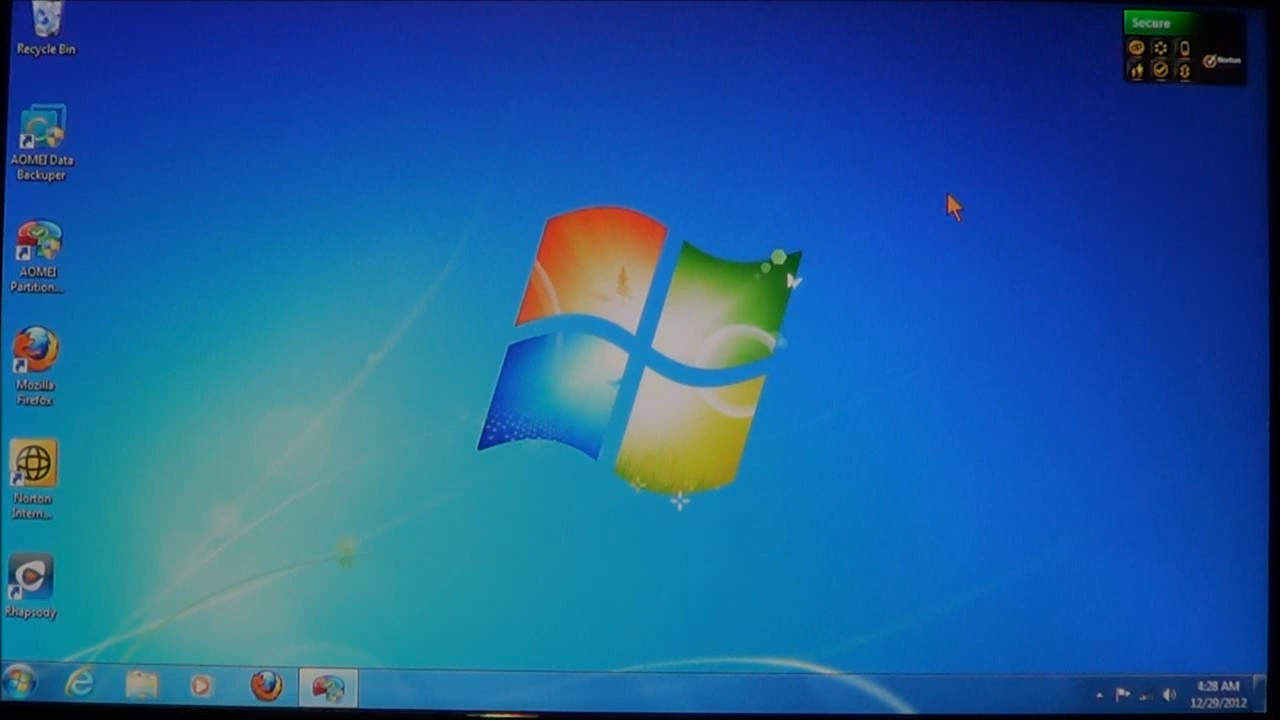 Recycle Bin
AOMEI Data
Backuper
AOMEI
Partition...
Mozilla
Firefox
Norton
Intern...
Rhapsody
Secure
Norton
4:28 AM
12/29/2012